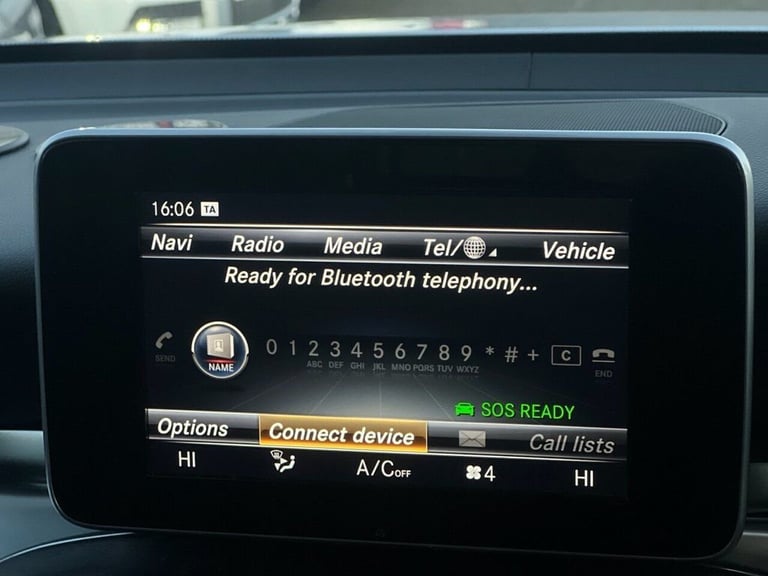 16:06 TA
Navi Radio Media Tel/ Vehicle
Ready for Bluetooth telephony...
SEND NAME 0 1 2 3 4 5 6 7 8 9 * # + C END
ABC DEF GHI JKL MNO PQRS TUV WXYZ
SOS READY
Options Connect device Call lists
HI A/C OFF 4 HI